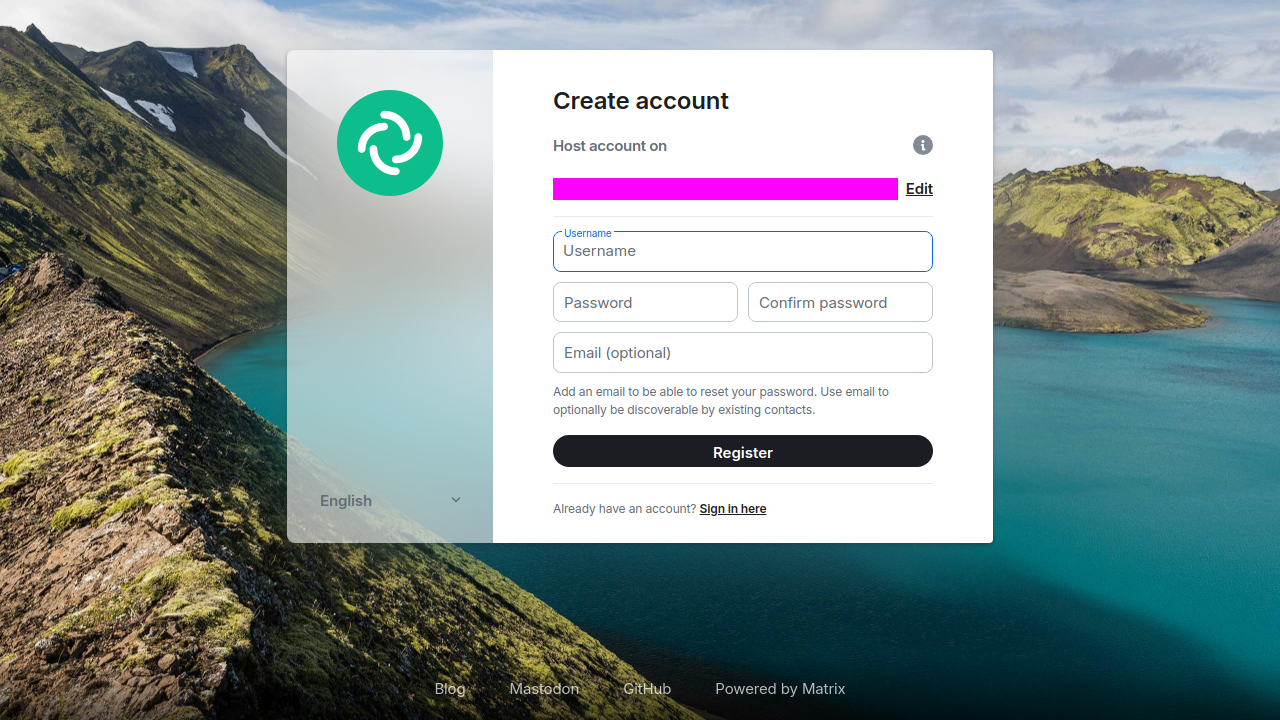 Create account
Host account on
Edit
Username
Username
Password Confirm password
Email (optional)
Add an email to be able to reset your password. Use email to
optionally be discoverable by existing contacts.
Register
English
Already have an account? Sign in here
Blog Mastodon GitHub Powered by Matrix